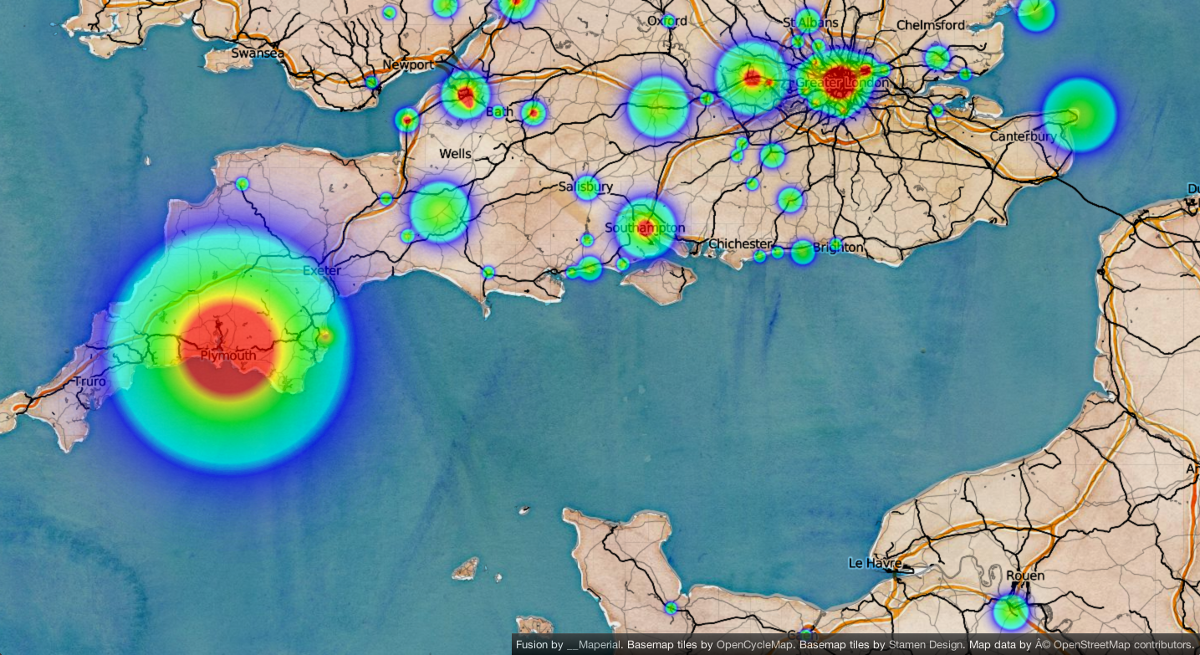 Oxford
St Albans
Chelmsford
Swansea
Newport
Greater London
Bath
Canterbury
Wells
Salisbury
Southampton
Chichester
Brighton
Exeter
Plymouth
Truro
Le Havre
Rouen
Fusion by __Maperial. Basemap tiles by OpenCycleMap. Basemap tiles by Stamen Design. Map data by Ã© OpenStreetMap contributors.